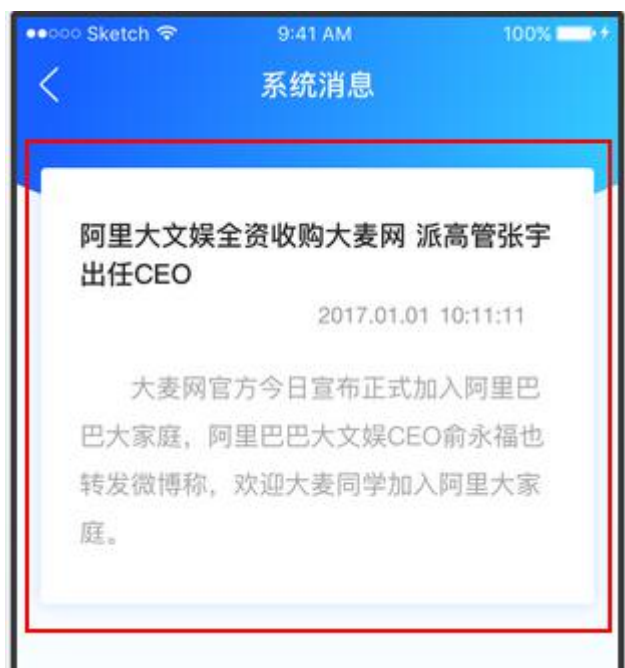 Sketch 9:41 AM 100%
系统消息
阿里大文娱全资收购大麦网 派高管张宇
出任CEO
2017.01.01 10:11:11
大麦网官方今日宣布正式加入阿里巴
巴大家庭，阿里巴巴大文娱CEO俞永福也
转发微博称，欢迎大麦同学加入阿里大家
庭。